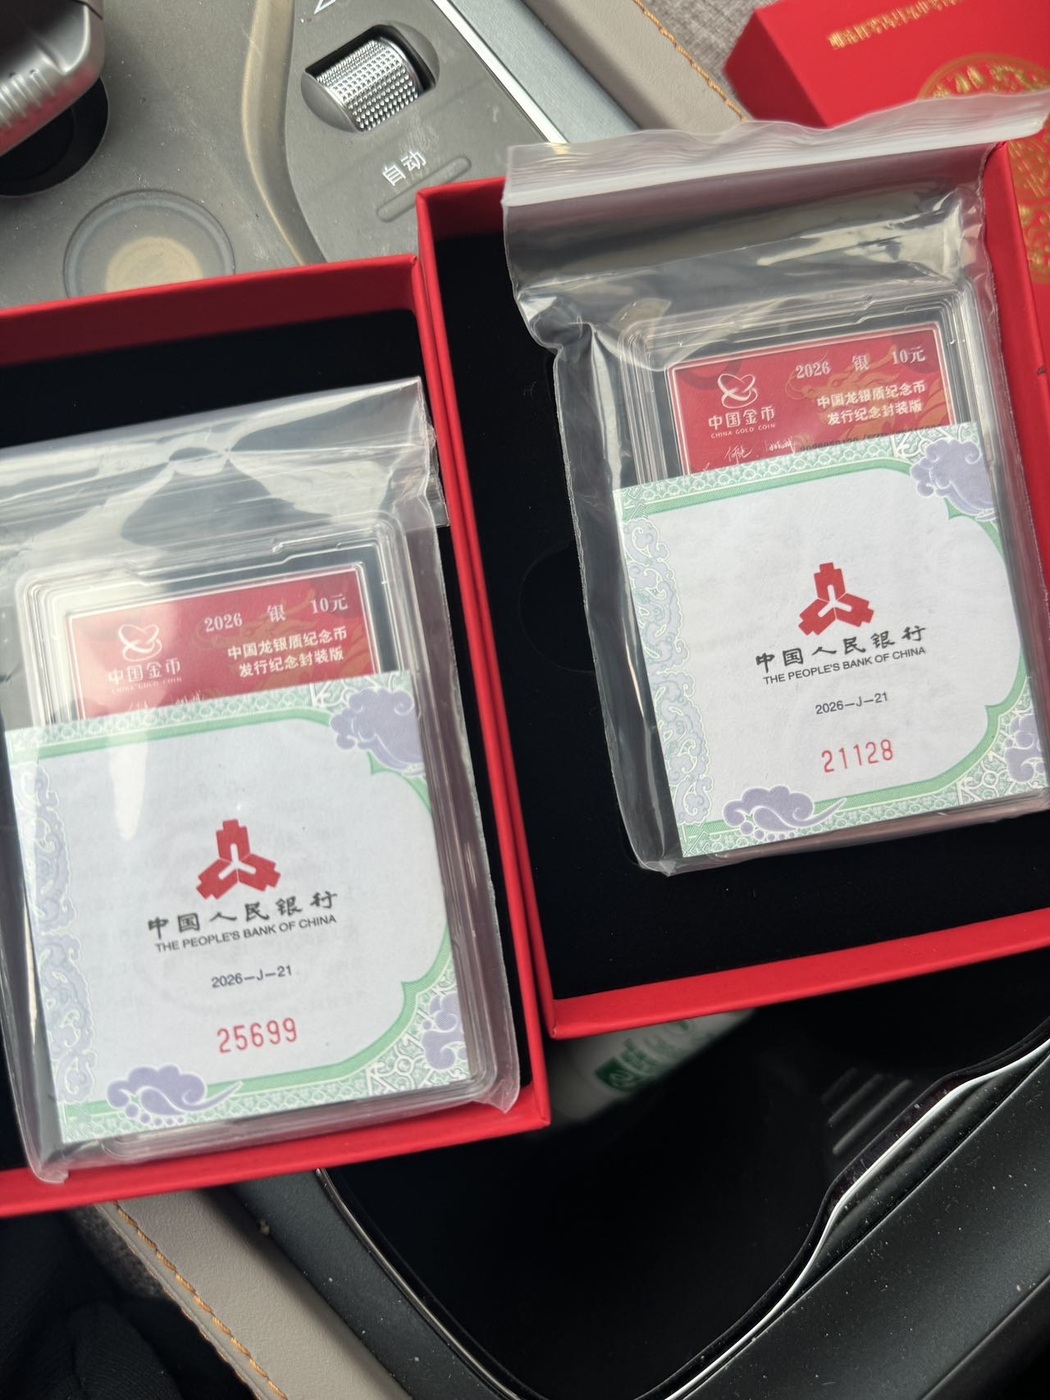 自动
2026 银 10元
中国金币
CHINA GOLD COIN
中国龙银质纪念币
发行纪念封装版
中国人民银行
THE PEOPLE'S BANK OF CHINA
2026-J-21
21128
2026 银 10元
中国金币
CHINA GOLD COIN
中国龙银质纪念币
发行纪念封装版
中国人民银行
THE PEOPLE'S BANK OF CHINA
2026-J-21
25699